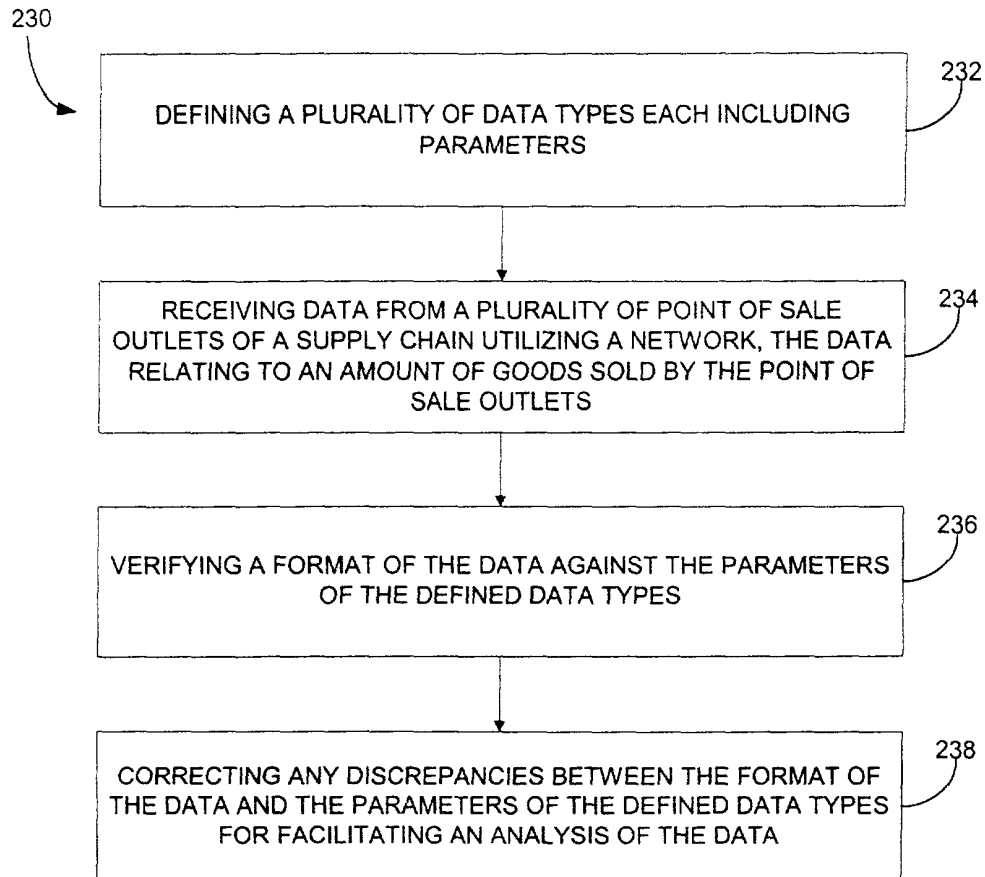 230
232
DEFINING A PLURALITY OF DATA TYPES EACH INCLUDING
PARAMETERS
234
RECEIVING DATA FROM A PLURALITY OF POINT OF SALE
OUTLETS OF A SUPPLY CHAIN UTILIZING A NETWORK, THE DATA
RELATING TO AN AMOUNT OF GOODS SOLD BY THE POINT OF
SALE OUTLETS
236
VERIFYING A FORMAT OF THE DATA AGAINST THE PARAMETERS
OF THE DEFINED DATA TYPES
238
CORRECTING ANY DISCREPANCIES BETWEEN THE FORMAT OF
THE DATA AND THE PARAMETERS OF THE DEFINED DATA TYPES
FOR FACILITATING AN ANALYSIS OF THE DATA